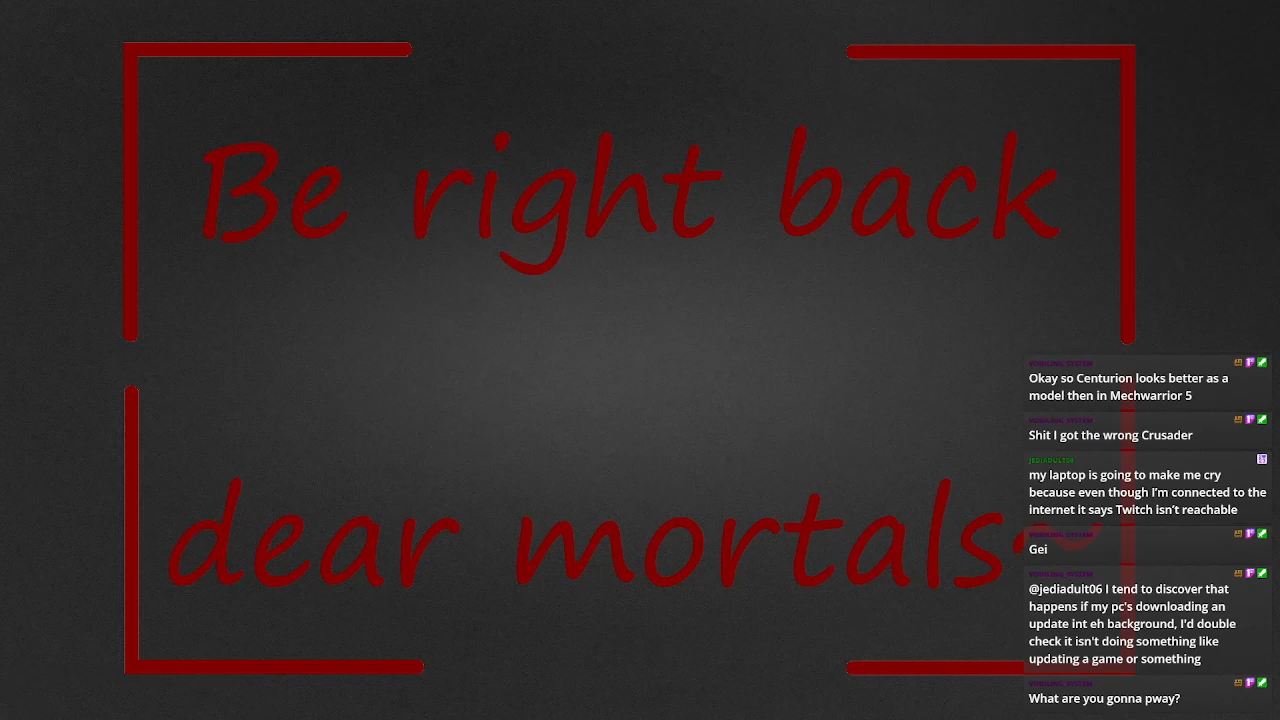 Be right back
dear mortals~
Okay so Centurion looks better as a
model then in Mechwarrior 5
Shit I got the wrong Crusader
JEDIADULT06
my laptop is going to make me cry
because even though I'm connected to the
internet it says Twitch isn't reachable
Gei
@jediadult06 I tend to discover that
happens if my pc's downloading an
update int eh background, I'd double
check it isn't doing something like
updating a game or something
What are you gonna pway?